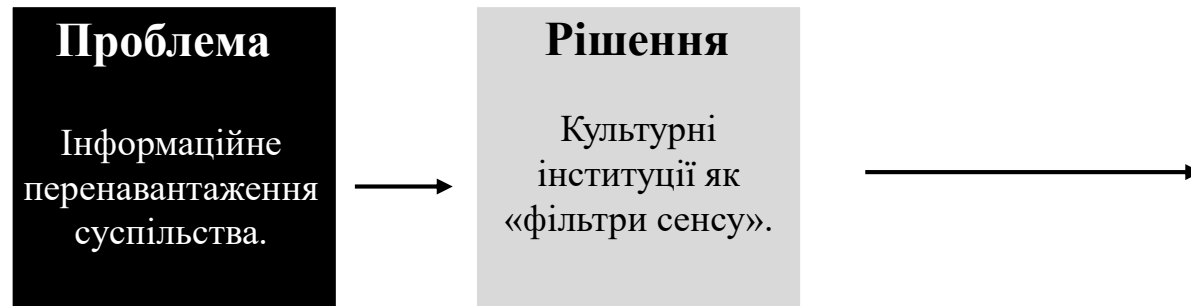 Проблема
Інформаційне
перенавантаження
суспільства.
Рішення
Культурні
інституції як
«фільтри сенсу».